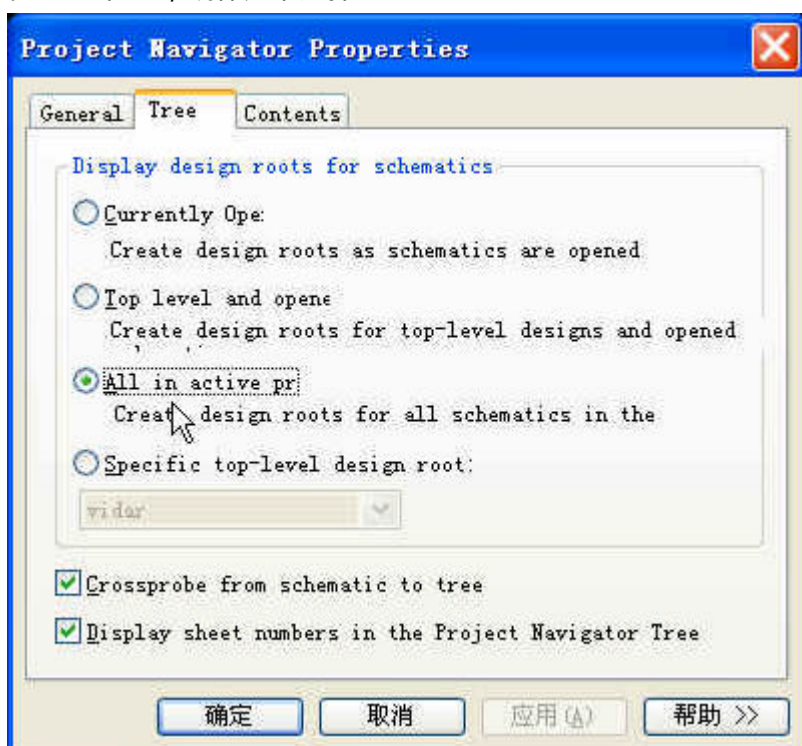 Project Navigator Properties
General Tree Contents
Display design roots for schematics
Currently Ope:
Create design roots as schematics are opened
Top level and opene
Create design roots for top-level designs and opened
All in active pr
Create design roots for all schematics in the
Specific top-level design root:
vidar
Crossprobe from schematic to tree
Display sheet numbers in the Project Navigator Tree
确定 取消 应用(A) 帮助 >>